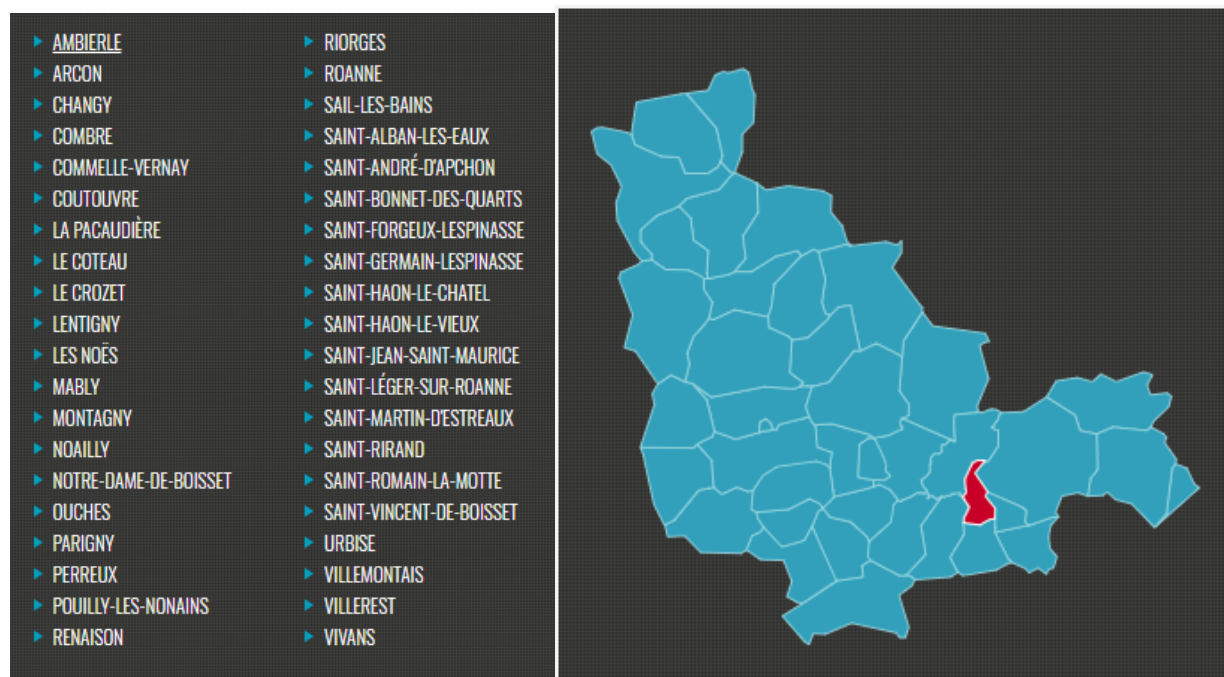 AMBIERLE
ARCON
CHANGY
COMBRE
COMMELLE-VERNAY
COUTOUVRE
LA PACAUDIÈRE
LE COTEAU
LE CROZET
LENTIGNY
LES NOËS
MABLY
MONTAGNY
NOAILLY
NOTRE-DAME-DE-BOISSET
OUCHES
PARIGNY
PERREUX
POUILLY-LES-NONAINS
RENAISON
RIORGES
ROANNE
SAIL-LES-BAINS
SAINT-ALBAN-LES-EAUX
SAINT-ANDRÉ-D'APCHON
SAINT-BONNET-DES-QUARTS
SAINT-FORGEUX-LESPINASSE
SAINT-GERMAIN-LESPINASSE
SAINT-HAON-LE-CHATEL
SAINT-HAON-LE-VIEUX
SAINT-JEAN-SAINT-MAURICE
SAINT-LÉGER-SUR-ROANNE
SAINT-MARTIN-D'ESTREAUX
SAINT-RIRAND
SAINT-ROMAIN-LA-MOTTE
SAINT-VINCENT-DE-BOISSET
URBISE
VILLEMONTAIS
VILLEREST
VIVANS